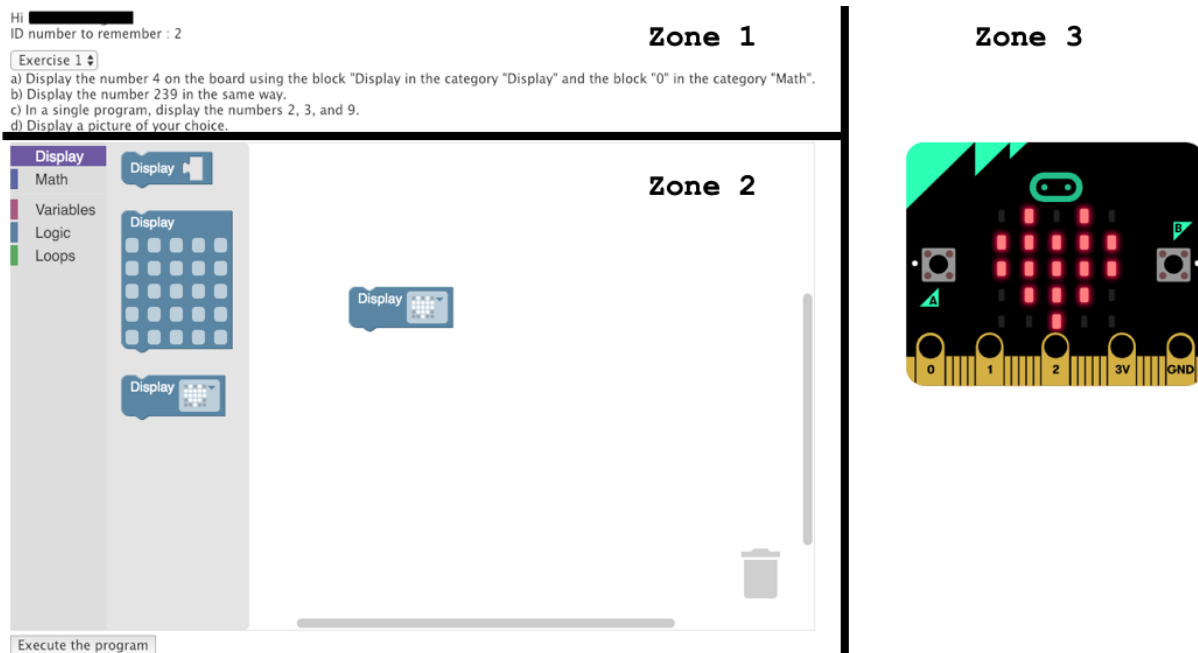 Hi
ID number to remember : 2
Zone 1
Zone 3
Exercise 1
a) Display the number 4 on the board using the block "Display in the category "Display" and the block "0" in the category "Math".
b) Display the number 239 in the same way.
c) In a single program, display the numbers 2, 3, and 9.
d) Display a picture of your choice.
Display
Math
Variables
Logic
Loops
Display
Display
Display
Zone 2
Display
B
A
0
1
2
3V
GND
Execute the program